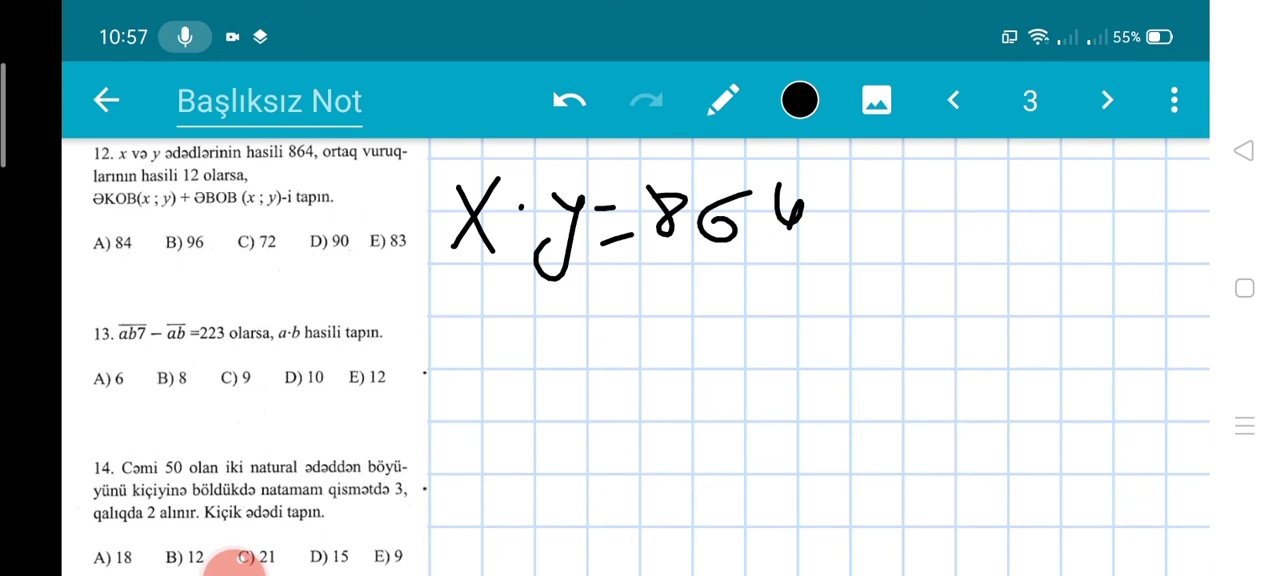 10:57
55%
Başlıksız Not
3
12. x və y ədədlərinin hasili 864, ortaq vuruq-
larının hasili 12 olarsa,
ƏKOB(x ; y) + ƏBOB (x ; y)-i tapın.
A) 84 B) 96 C) 72 D) 90 E) 83
X · y = 864
13. ab7 – ab =223 olarsa, a·b hasili tapın.
A) 6 B) 8 C) 9 D) 10 E) 12
14. Cəmi 50 olan iki natural ədəddən böyü-
yünü kiçiyinə böldükdə natamam qismətdə 3,
qalıqda 2 alınır. Kiçik ədədi tapın.
A) 18 B) 12 C) 21 D) 15 E) 9